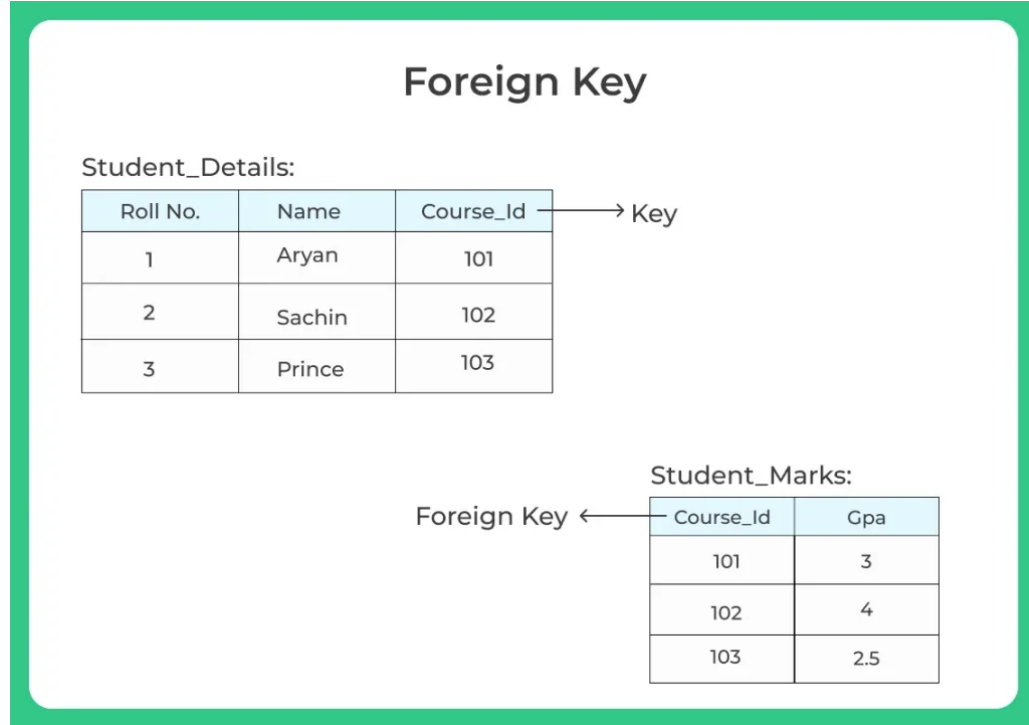 Foreign Key
Student_Details:
Roll No. Name Course_Id Key
1 Aryan 101
2 Sachin 102
3 Prince 103
Student_Marks:
Foreign Key Course_Id Gpa
101 3
102 4
103 2.5